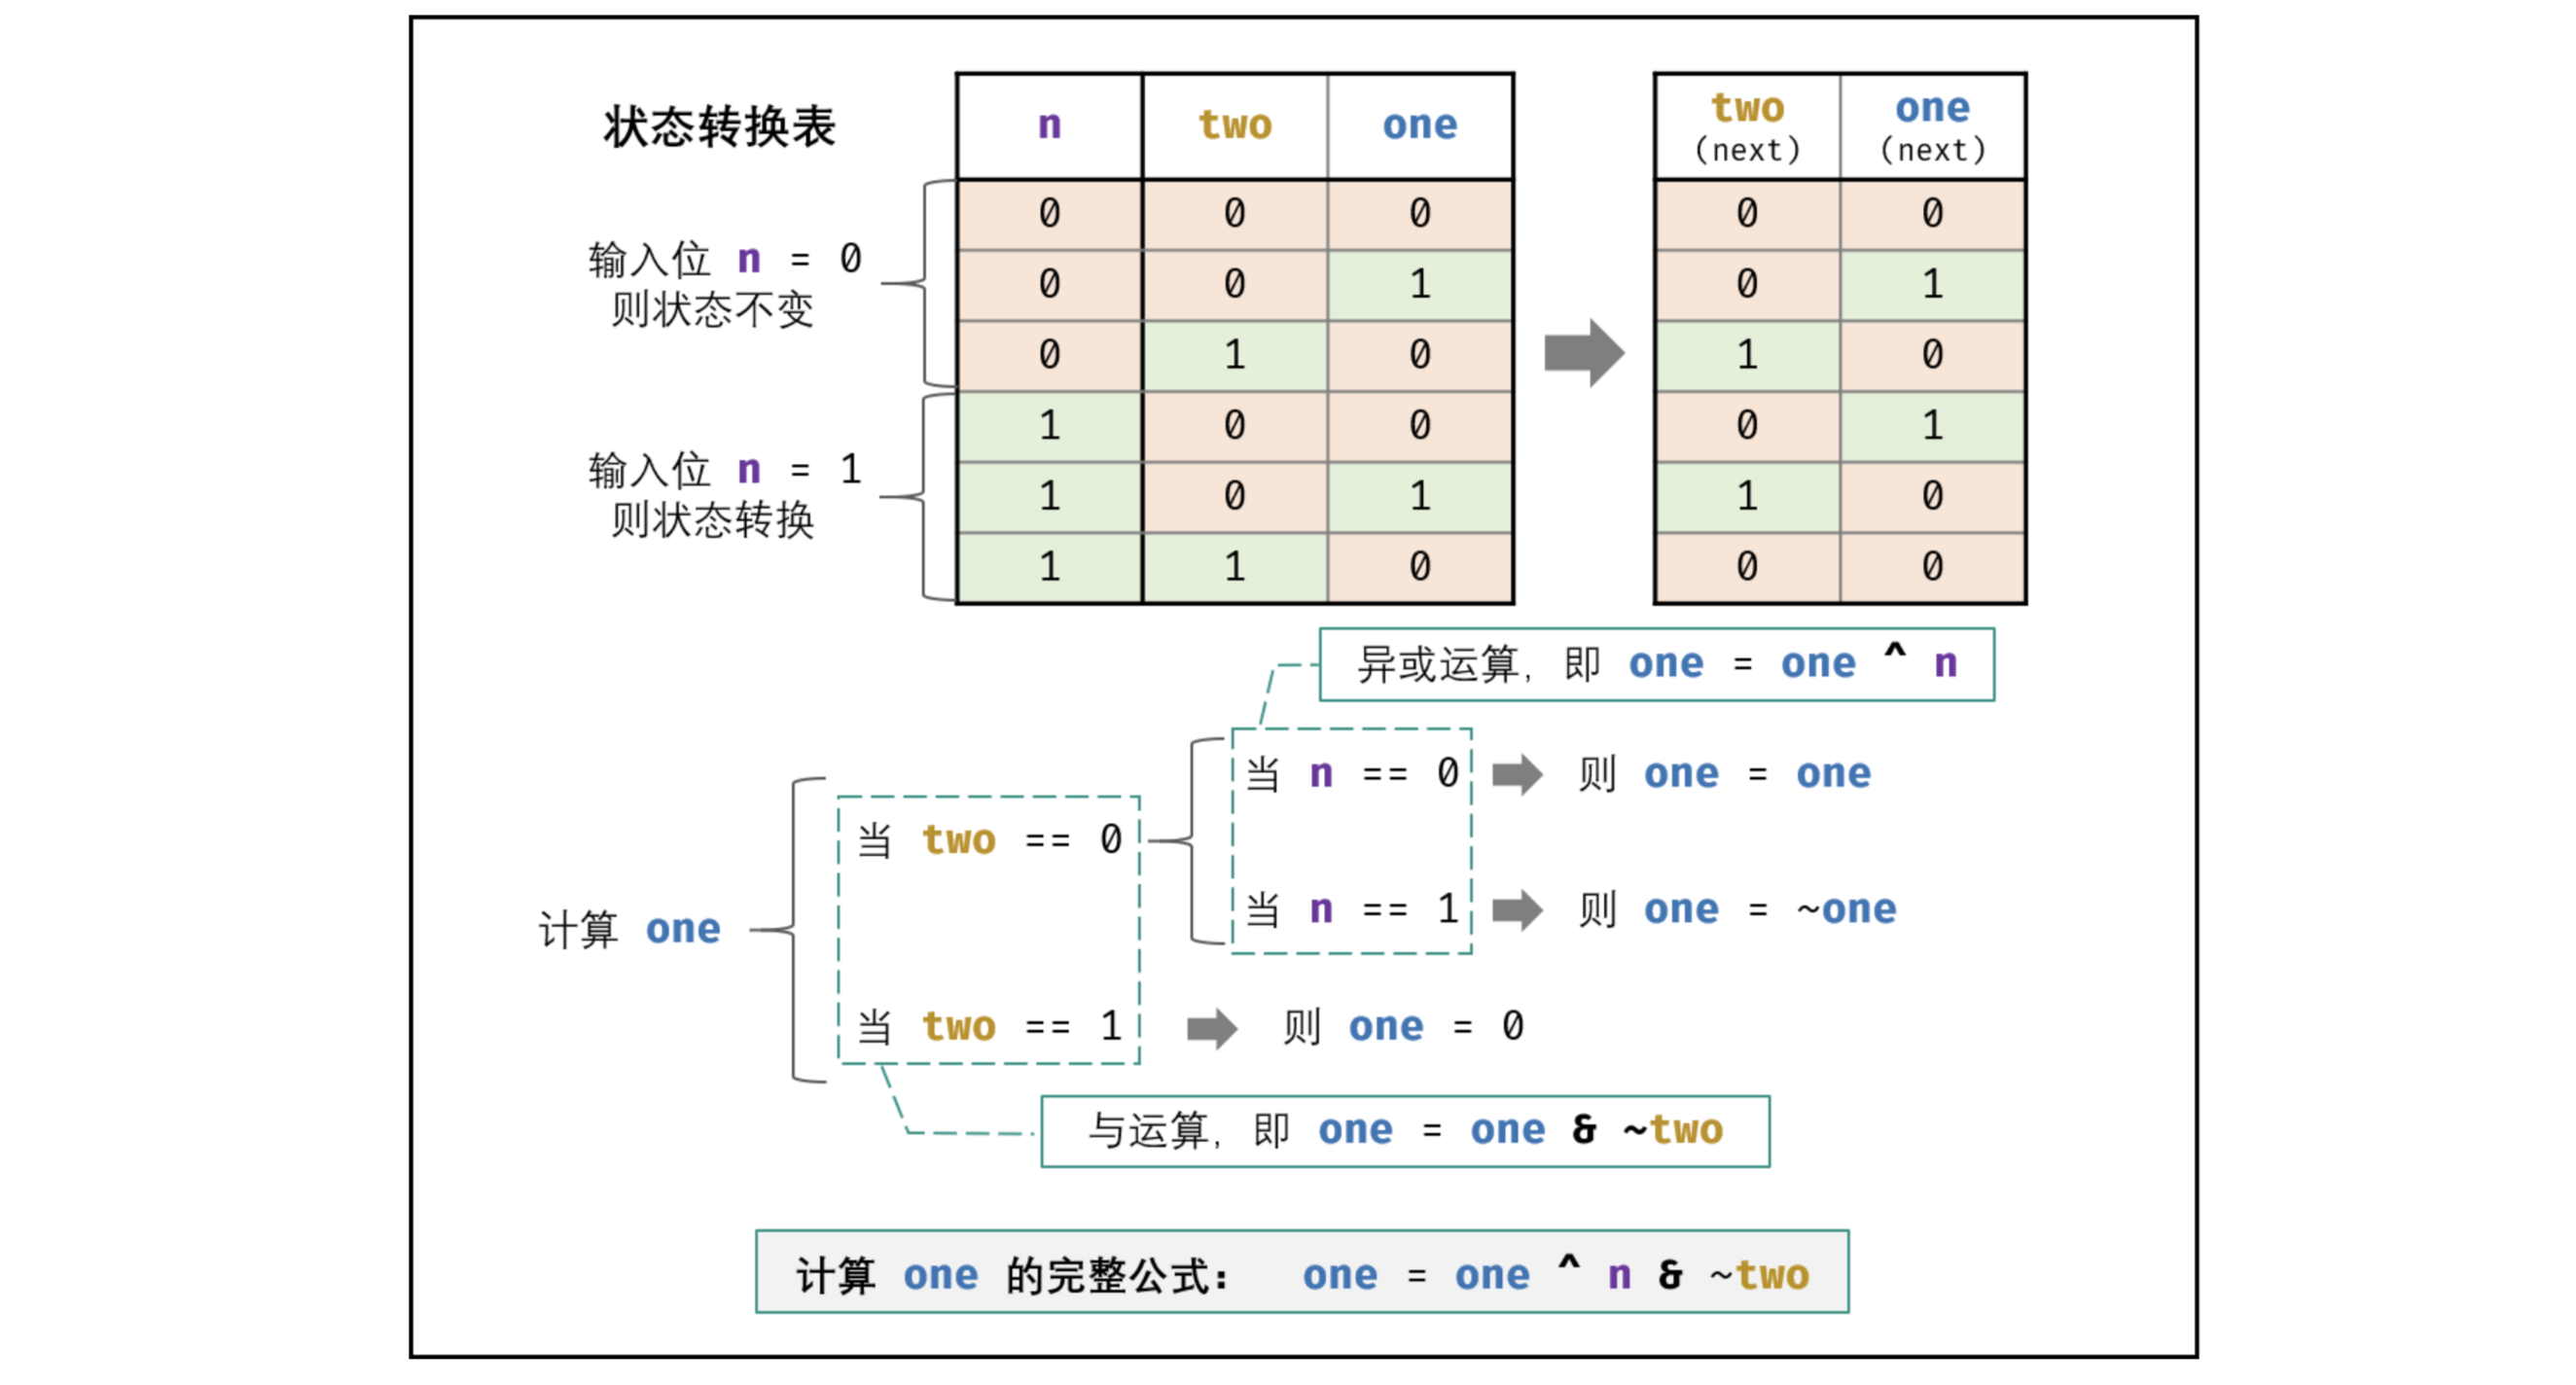 状态转换表
n two one two one
(next) (next)
0 0 0 0 0
0 0 1 0 1
0 1 0 1 0
1 0 0 0 1
1 0 1 1 0
1 1 0 0 0
输入位 n = 0
则状态不变
输入位 n = 1
则状态转换
异或运算, 即 one = one ^ n
当 n == 0 则 one = one
当 two == 0
当 n == 1 则 one = ~one
计算 one
当 two == 1 则 one = 0
与运算, 即 one = one & ~two
计算 one 的完整公式: one = one ^ n & ~two